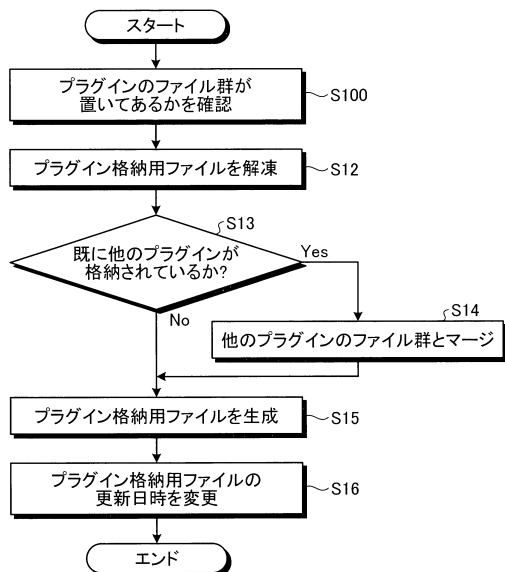 スタート
プラグインのファイル群が
置いてあるかを確認
S100
プラグイン格納用ファイルを解凍
S12
S13
既に他のプラグインが
格納されているか?
Yes
No
S14
他のプラグインのファイル群とマージ
プラグイン格納用ファイルを生成
S15
プラグイン格納用ファイルの
更新日時を変更
S16
エンド